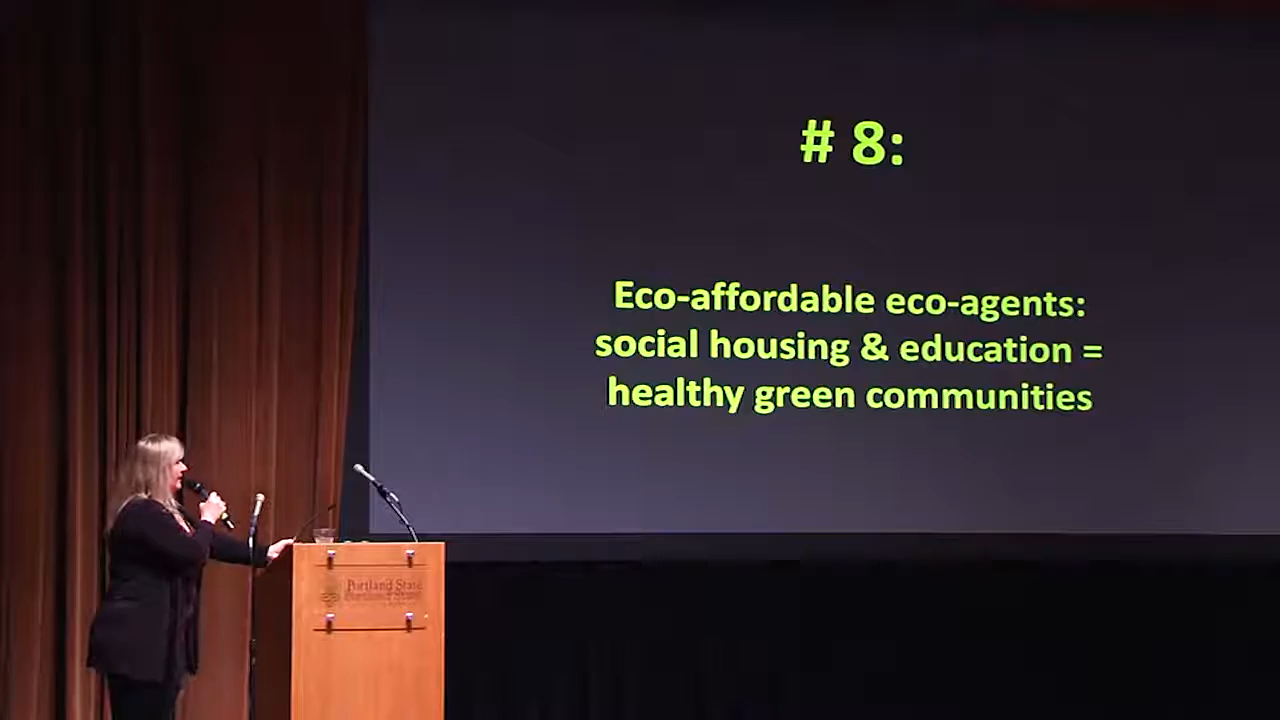 # 8:
Eco-affordable eco-agents:
social housing & education =
healthy green communities
Portland State